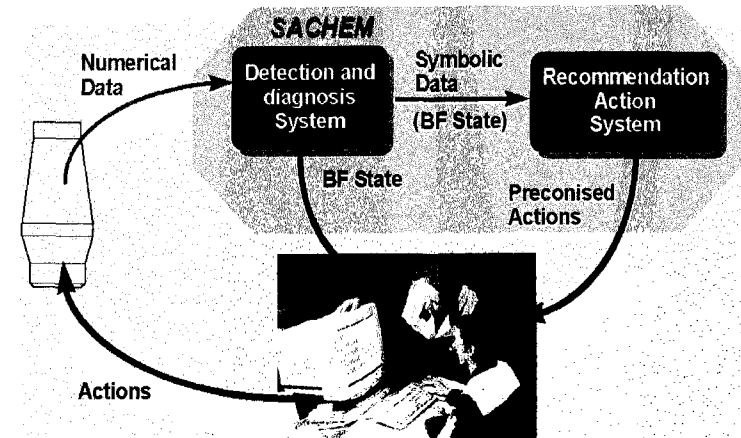 SACHEM
Numerical
Data
Detection and
diagnosis
System
Symbolic
Data
(BF State)
Recommendation
Action
System
BF State
Preconised
Actions
Actions